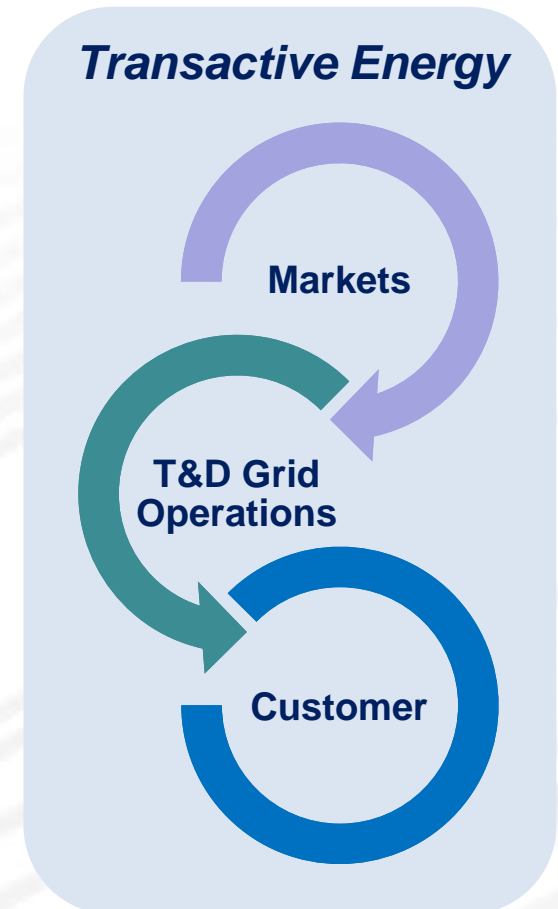 Transactive Energy
Markets
T&D Grid
Operations
Customer